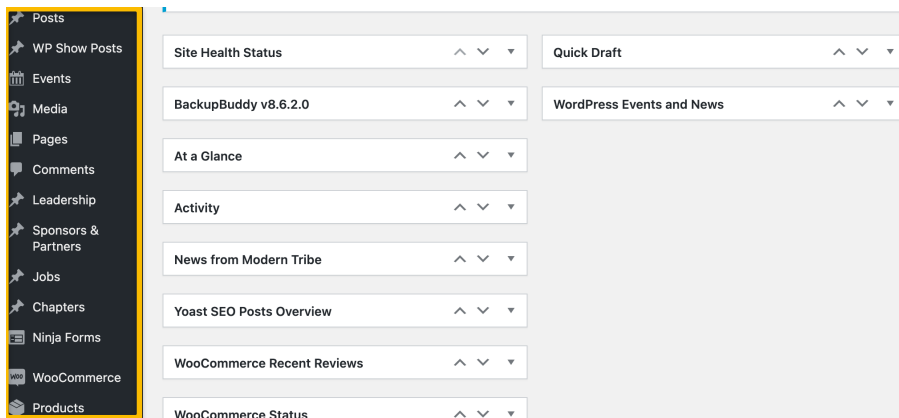 Posts
WP Show Posts
Events
Media
Pages
Comments
Leadership
Sponsors &
Partners
Jobs
Chapters
Ninja Forms
Woo
WooCommerce
Products
Site Health Status
BackupBuddy v8.6.2.0
At a Glance
Activity
News from Modern Tribe
Yoast SEO Posts Overview
WooCommerce Recent Reviews
WooCommerce Status
Quick Draft
WordPress Events and News